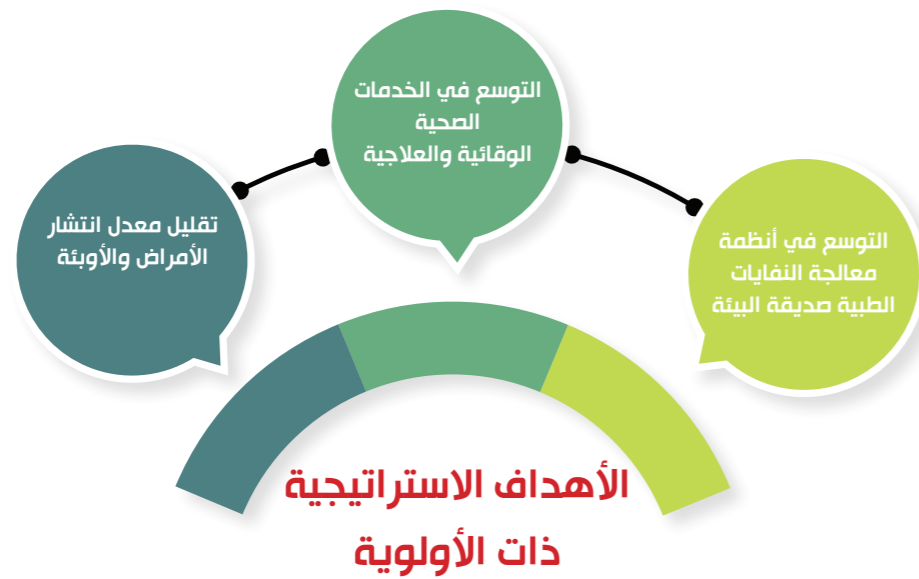 التوسع في أنظمة
معالجة النفايات
الطبية صديقة البيئة
التوسع في الخدمات
الصحية
الوقائية والعلاجية
تقليل معدل انتشار
الأمراض والأوبئة
الأهداف الاستراتيجية
ذات الأولوية